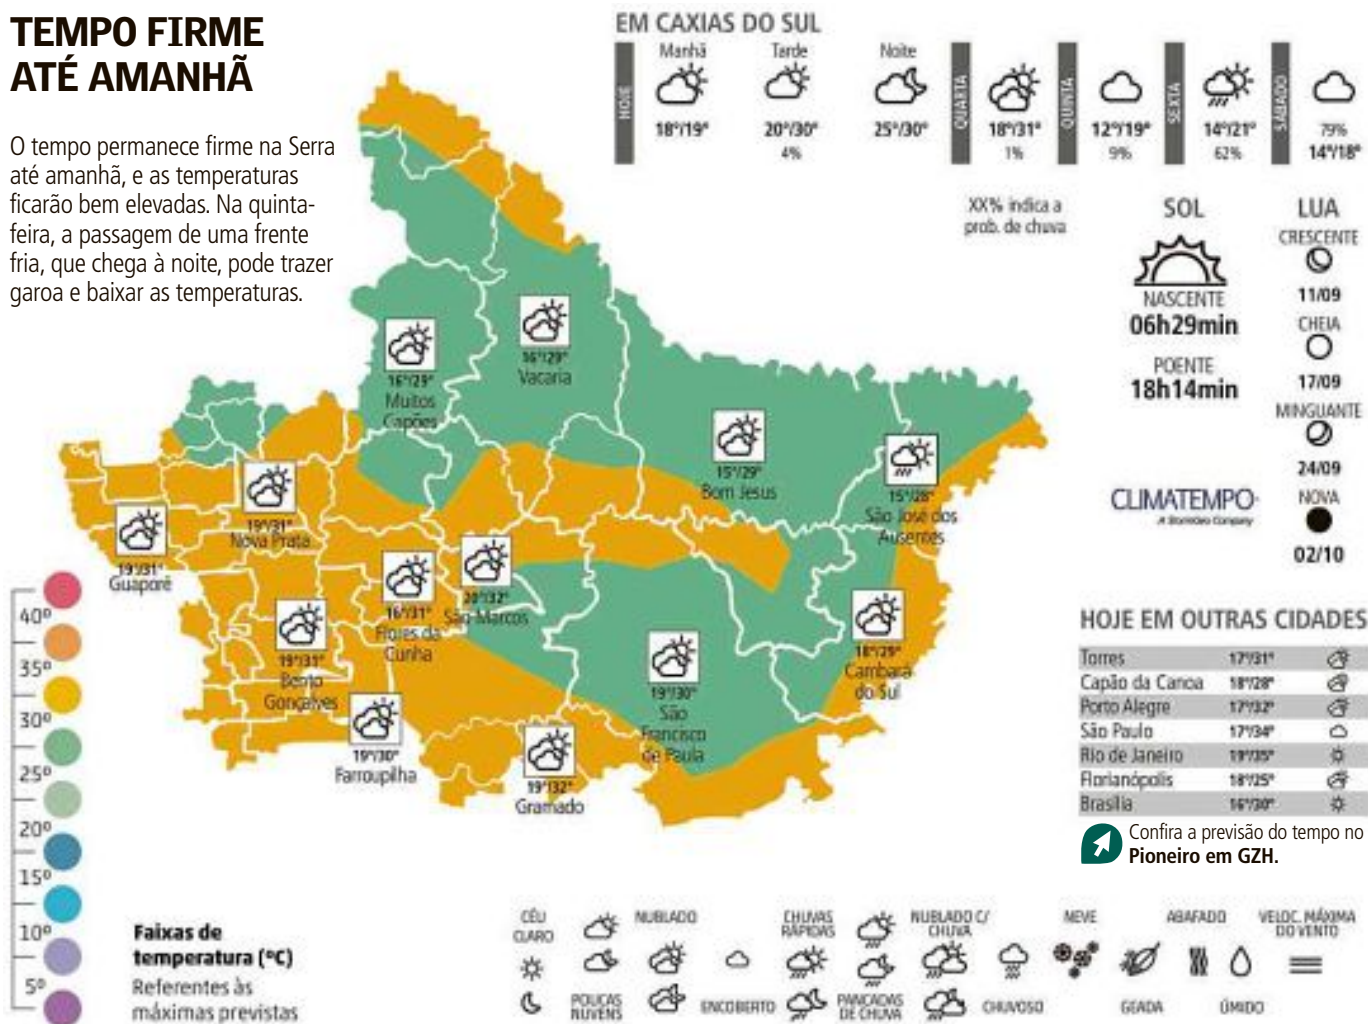 TEMPO FIRME
ATÉ AMANHÃ
O tempo permanece firme na Serra
até amanhã, e as temperaturas
ficarão bem elevadas. Na quinta-
feira, a passagem de uma frente
fria, que chega à noite, pode trazer
garoa e baixar as temperaturas.
EM CAXIAS DO SUL
HOJE
Manhã
18°/19°
Tarde
20°/30°
4%
Noite
25°/30°
QUARTA
18°/31°
1%
QUINTA
12°/19°
9%
SEXTA
14°/21°
62%
SÁBADO
79%
14°/18°
XX% indica a
prob. de chuva
SOL
NASCENTE
06h29min
POENTE
18h14min
LUA
CRESCENTE
11/09
CHEIA
17/09
MINGUANTE
24/09
NOVA
02/10
CLIMATEMPO
A StormGeo Company
16°/29°
Muitos
Capões
16°/29°
Vacaria
15°/29°
Bom Jesus
15°/28°
São José dos
Ausentes
19°/31°
Nova Prata
19°/31°
Guaporé
16°/31°
Flores da
Cunha
20°/32°
São Marcos
19°/31°
Bento
Gonçalves
19°/30°
São
Francisco
de Paula
18°/29°
Cambará
do Sul
19°/30°
Farroupilha
19°/32°
Gramado
HOJE EM OUTRAS CIDADES
Torres 17°/31°
Capão da Canoa 18°/28°
Porto Alegre 17°/32°
São Paulo 17°/34°
Rio de Janeiro 19°/35°
Florianópolis 18°/25°
Brasília 16°/30°
Confira a previsão do tempo no
Pioneiro em GZH.
40º
35º
30º
25º
20º
15º
10º
5º
Faixas de
temperatura (ºC)
Referentes às
máximas previstas
CÉU
CLARO
POUCAS
NUVENS
NUBLADO
ENCOBERTO
CHUVAS
RÁPIDAS
PANCADAS
DE CHUVA
NUBLADO C/
CHUVA
CHUVOSO
NEVE
GEADA
ABAFADO
ÚMIDO
VELOC. MÁXIMA
DO VENTO